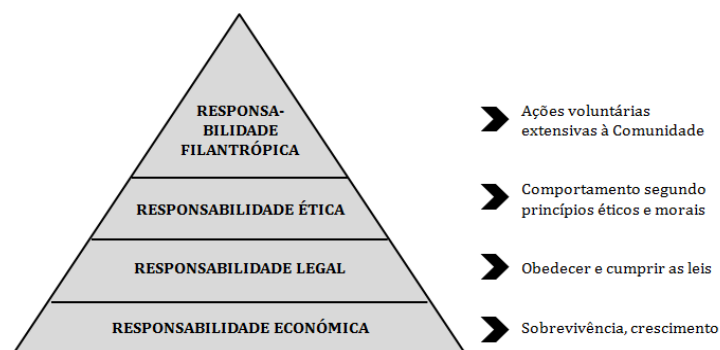 RESPONSA-
BILIDADE
FILANTRÓPICA
Ações voluntárias
extensivas à Comunidade
RESPONSABILIDADE ÉTICA
Comportamento segundo
princípios éticos e morais
RESPONSABILIDADE LEGAL
Obedecer e cumprir as leis
RESPONSABILIDADE ECONÓMICA
Sobrevivência, crescimento